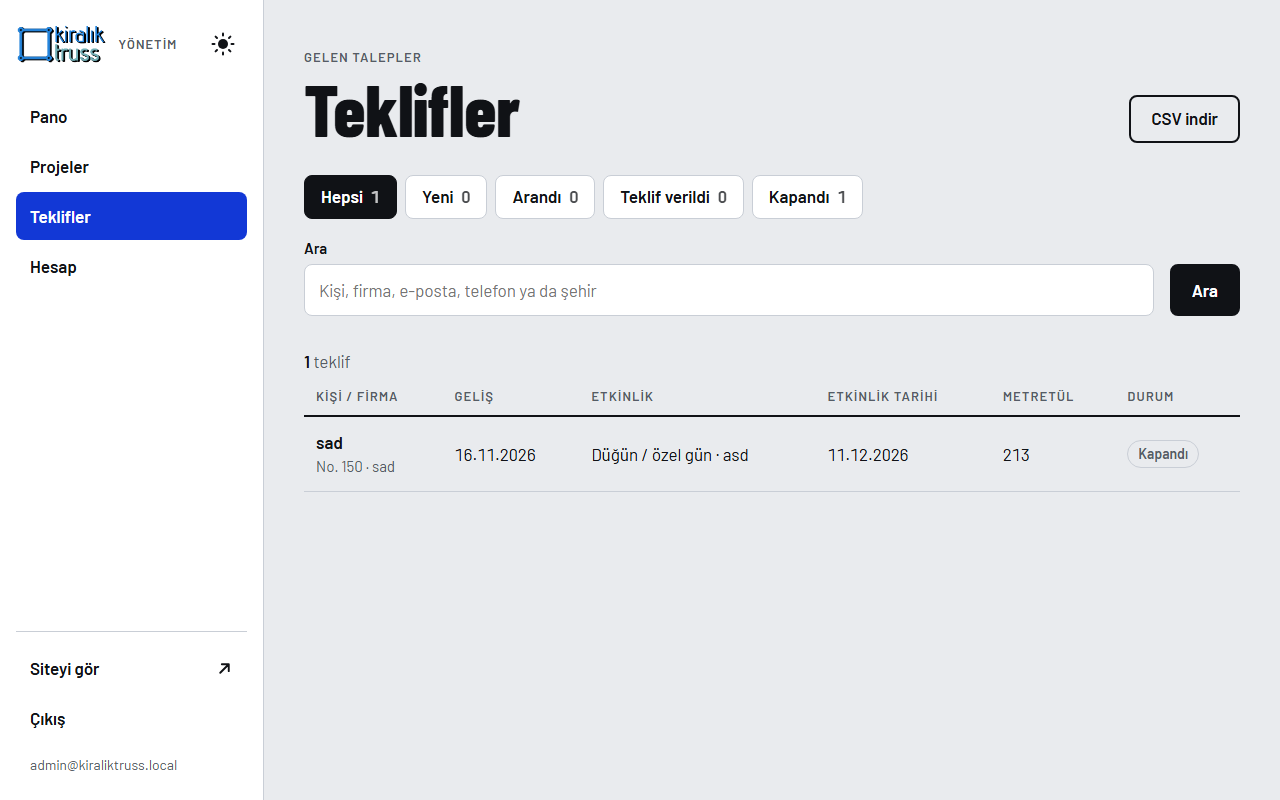 kiralık
truss
YÖNETİM
Pano
Projeler
Teklifler
Hesap
Siteyi gör
Çıkış
admin@kiraliktruss.local
GELEN TALEPLER
Teklifler
CSV indir
Hepsi 1
Yeni 0
Arandı 0
Teklif verildi 0
Kapandı 1
Ara
Kişi, firma, e-posta, telefon ya da şehir
Ara
1 teklif
KİŞİ / FİRMA GELİŞ ETKİNLİK ETKİNLİK TARİHİ METRETÜL DURUM
sad
No. 150 · sad
16.11.2026
Düğün / özel gün · asd
11.12.2026
213
Kapandı